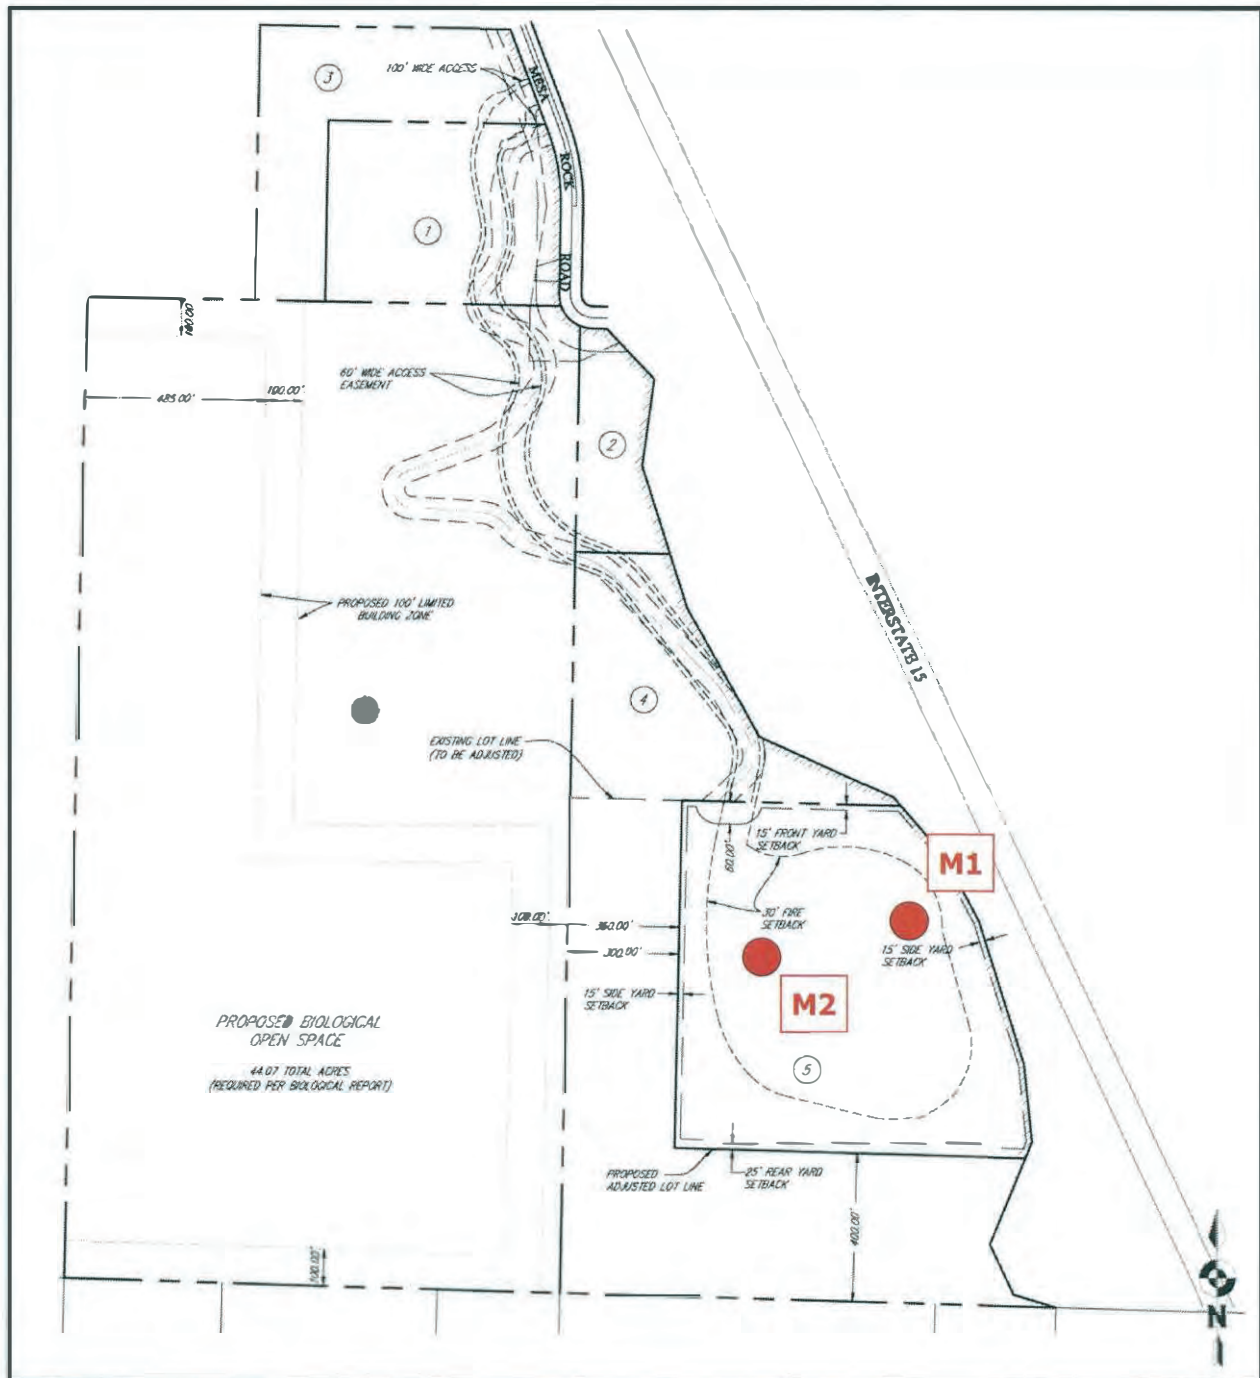 3
100' WIDE ACCESS
MESA
ROCK
ROAD
1
100.00'
60' WIDE ACCESS
EASEMENT
485.00'
100.00'
2
PROPOSED 100' LIMITED
BUILDING ZONE
INTERSTATE 15
4
EXISTING LOT LINE
(TO BE ADJUSTED)
15' FRONT YARD
SETBACK
60.00'
M1
30' FIRE
SETBACK
360.00'
300.00'
15' SIDE YARD
SETBACK
15' SIDE YARD
SETBACK
M2
PROPOSED BIOLOGICAL
OPEN SPACE
44.07 TOTAL ACRES
(REQUIRED PER BIOLOGICAL REPORT)
5
PROPOSED
ADJUSTED LOT LINE
25' REAR YARD
SETBACK
400.00'
100.00'
N